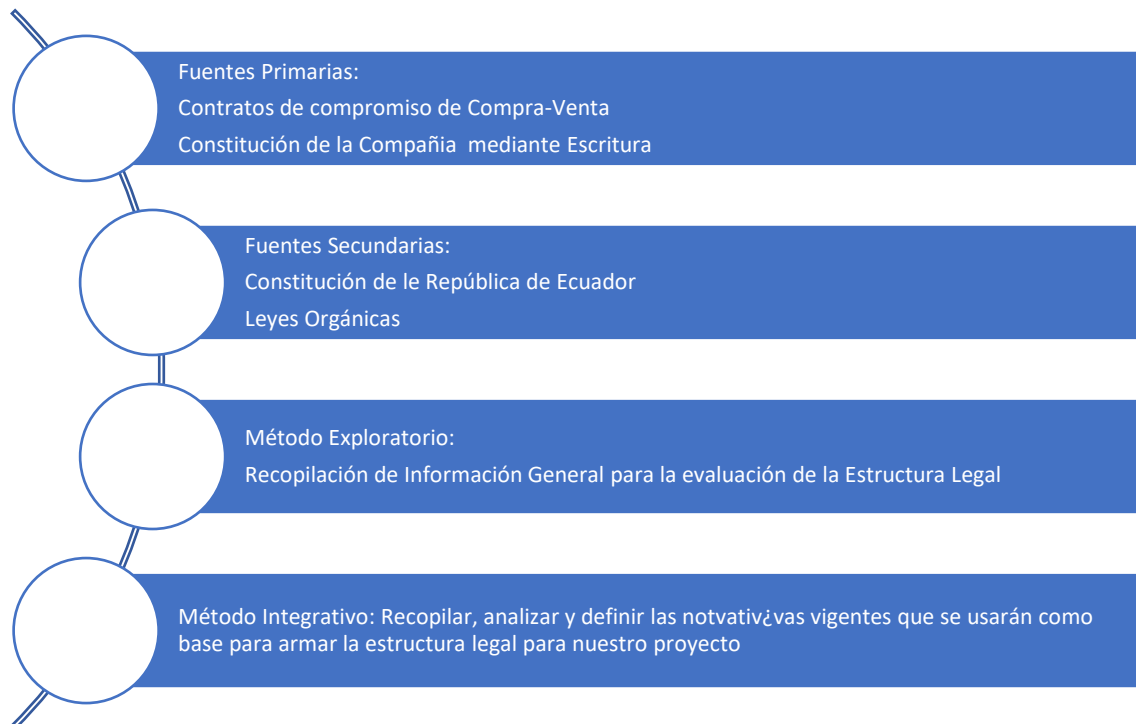 Fuentes Primarias:
Contratos de compromiso de Compra-Venta
Constitución de la Compañia mediante Escritura
Fuentes Secundarias:
Constitución de le República de Ecuador
Leyes Orgánicas
Método Exploratorio:
Recopilación de Información General para la evaluación de la Estructura Legal
Método Integrativo: Recopilar, analizar y definir las notvativ¿vas vigentes que se usarán como
base para armar la estructura legal para nuestro proyecto